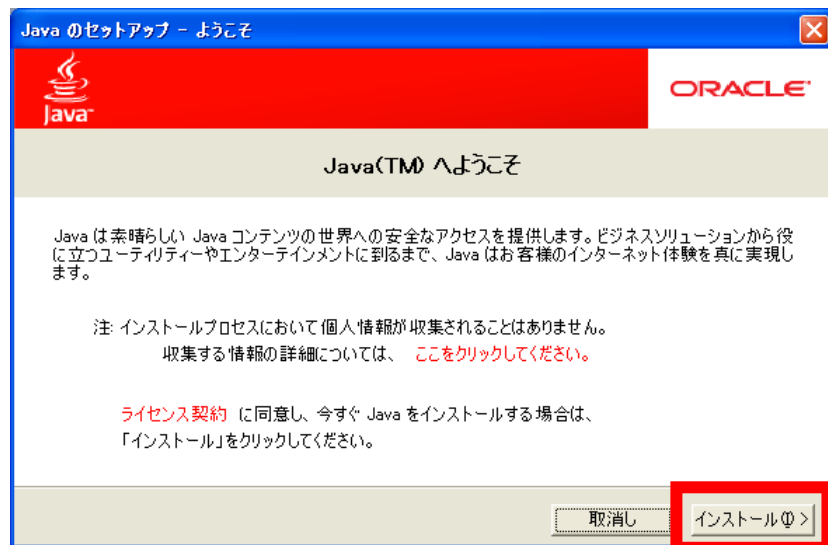 Java のセットアップ - ようこそ
Java™
ORACLE®
Java(TM) へようこそ
Java は素晴らしい Java コンテンツの世界への安全なアクセスを提供します。ビジネスソリューションから役
に立つユーティリティーやエンターテインメントに到るまで、Java はお客様のインターネット体験を真に実現し
ます。
注: インストールプロセスにおいて個人情報が収集されることはありません。
収集する情報の詳細については、 ここをクリックしてください。
ライセンス契約 に同意し、今すぐ Java をインストールする場合は、
「インストール」をクリックしてください。
取消し
インストール(I) >